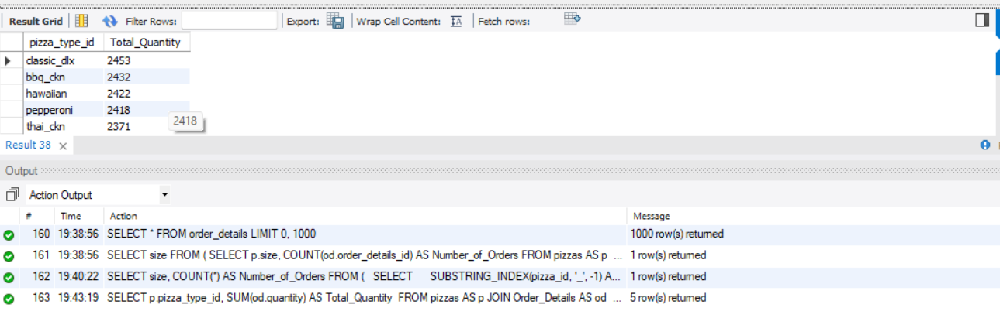 Result Grid Filter Rows: Export: Wrap Cell Content: IA Fetch rows:
pizza_type_id Total_Quantity
classic_dlx 2453
bbq_ckn 2432
hawaiian 2422
pepperoni 2418
thai_ckn 2371
2418
Result 38
Output
Action Output
# Time Action Message
160 19:38:56 SELECT * FROM order_details LIMIT 0, 1000 1000 row(s) returned
161 19:38:56 SELECT size FROM ( SELECT p.size, COUNT(od.order_details_id) AS Number_of_Orders FROM pizzas AS p ... 1 row(s) returned
162 19:40:22 SELECT size, COUNT(*) AS Number_of_Orders FROM ( SELECT SUBSTRING_INDEX(pizza_id, '_', -1) A... 1 row(s) returned
163 19:43:19 SELECT p.pizza_type_id, SUM(od.quantity) AS Total_Quantity FROM pizzas AS p JOIN Order_Details AS od ... 5 row(s) returned